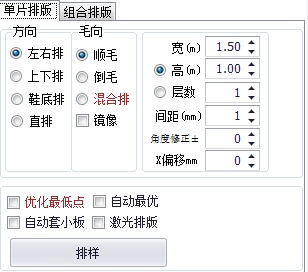 单片排版 组合排版
方向 毛向
左右排 顺毛 宽(m) 1.50
上下排 倒毛 高(m) 1.00
鞋底排 混合排 层数 1
直排 镜像 间距(mm) 1
角度修正± 0
X偏移mm 0
优化最低点 自动最优
自动套小板 激光排版
排样